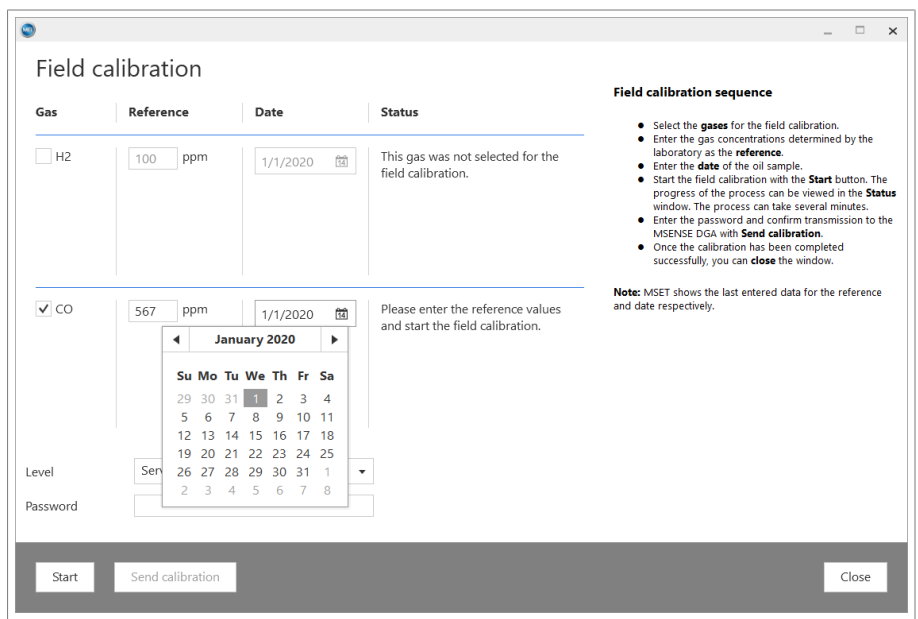 Field calibration
Gas Reference Date Status
H2 100 ppm 1/1/2020 14 This gas was not selected for the
field calibration.
CO 567 ppm 1/1/2020 14 Please enter the reference values
and start the field calibration.
January 2020
Su Mo Tu We Th Fr Sa
29 30 31 1 2 3 4
5 6 7 8 9 10 11
12 13 14 15 16 17 18
19 20 21 22 23 24 25
26 27 28 29 30 31 1
2 3 4 5 6 7 8
Level
Password
Start Send calibration Close
Field calibration sequence
● Select the gases for the field calibration.
● Enter the gas concentrations determined by the
laboratory as the reference.
● Enter the date of the oil sample.
● Start the field calibration with the Start button. The
progress of the process can be viewed in the Status
window. The process can take several minutes.
● Enter the password and confirm transmission to the
MSENSE DGA with Send calibration.
● Once the calibration has been completed
successfully, you can close the window.
Note: MSET shows the last entered data for the reference
and date respectively.